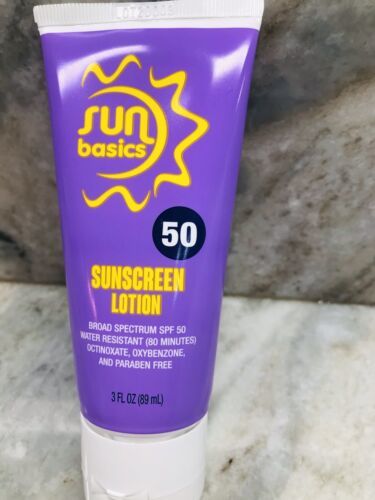 sun
basics
50
SUNSCREEN
LOTION
BROAD SPECTRUM SPF 50
WATER RESISTANT (80 MINUTES)
OCTINOXATE, OXYBENZONE,
AND PARABEN FREE
3 FL OZ (89 mL)